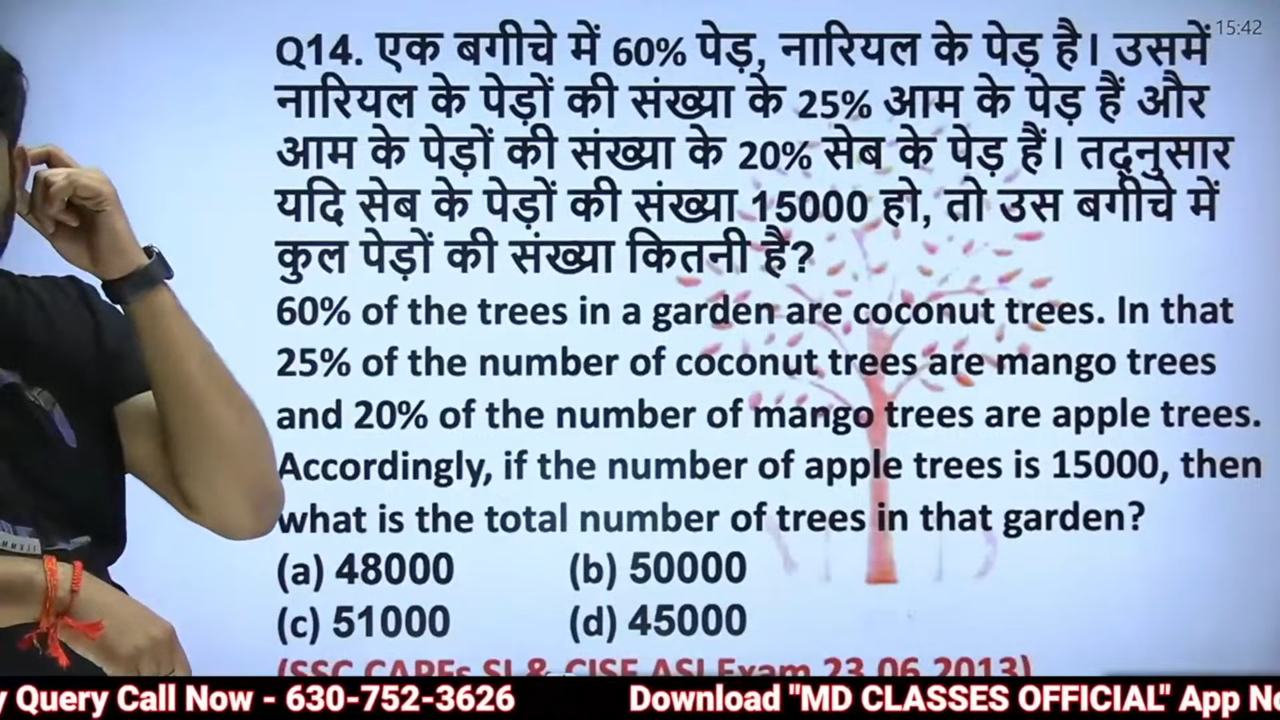 15:42
Q14. एक बगीचे में 60% पेड़, नारियल के पेड़ है। उसमें
नारियल के पेड़ों की संख्या के 25% आम के पेड़ हैं और
आम के पेड़ों की संख्या के 20% सेब के पेड़ हैं। तद्नुसार
यदि सेब के पेड़ों की संख्या 15000 हो, तो उस बगीचे में
कुल पेड़ों की संख्या कितनी है?
60% of the trees in a garden are coconut trees. In that
25% of the number of coconut trees are mango trees
and 20% of the number of mango trees are apple trees.
Accordingly, if the number of apple trees is 15000, then
what is the total number of trees in that garden?
(a) 48000 (b) 50000
(c) 51000 (d) 45000
(SSC CAPFs SI & CISF ASI Exam 23.06.2013)
y Query Call Now - 630-752-3626 Download "MD CLASSES OFFICIAL" App